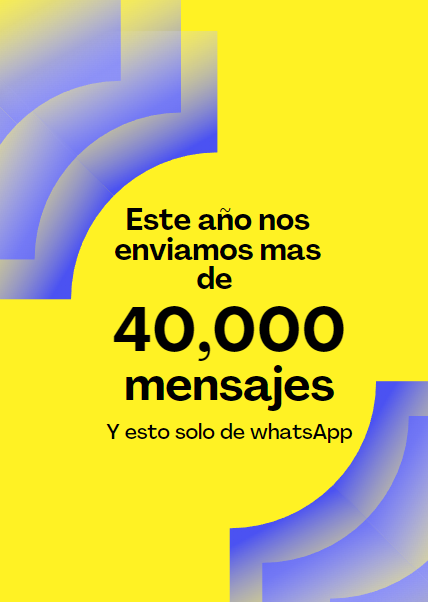 Este año nos
enviamos mas
de
40,000
mensajes
Y esto solo de whatsApp